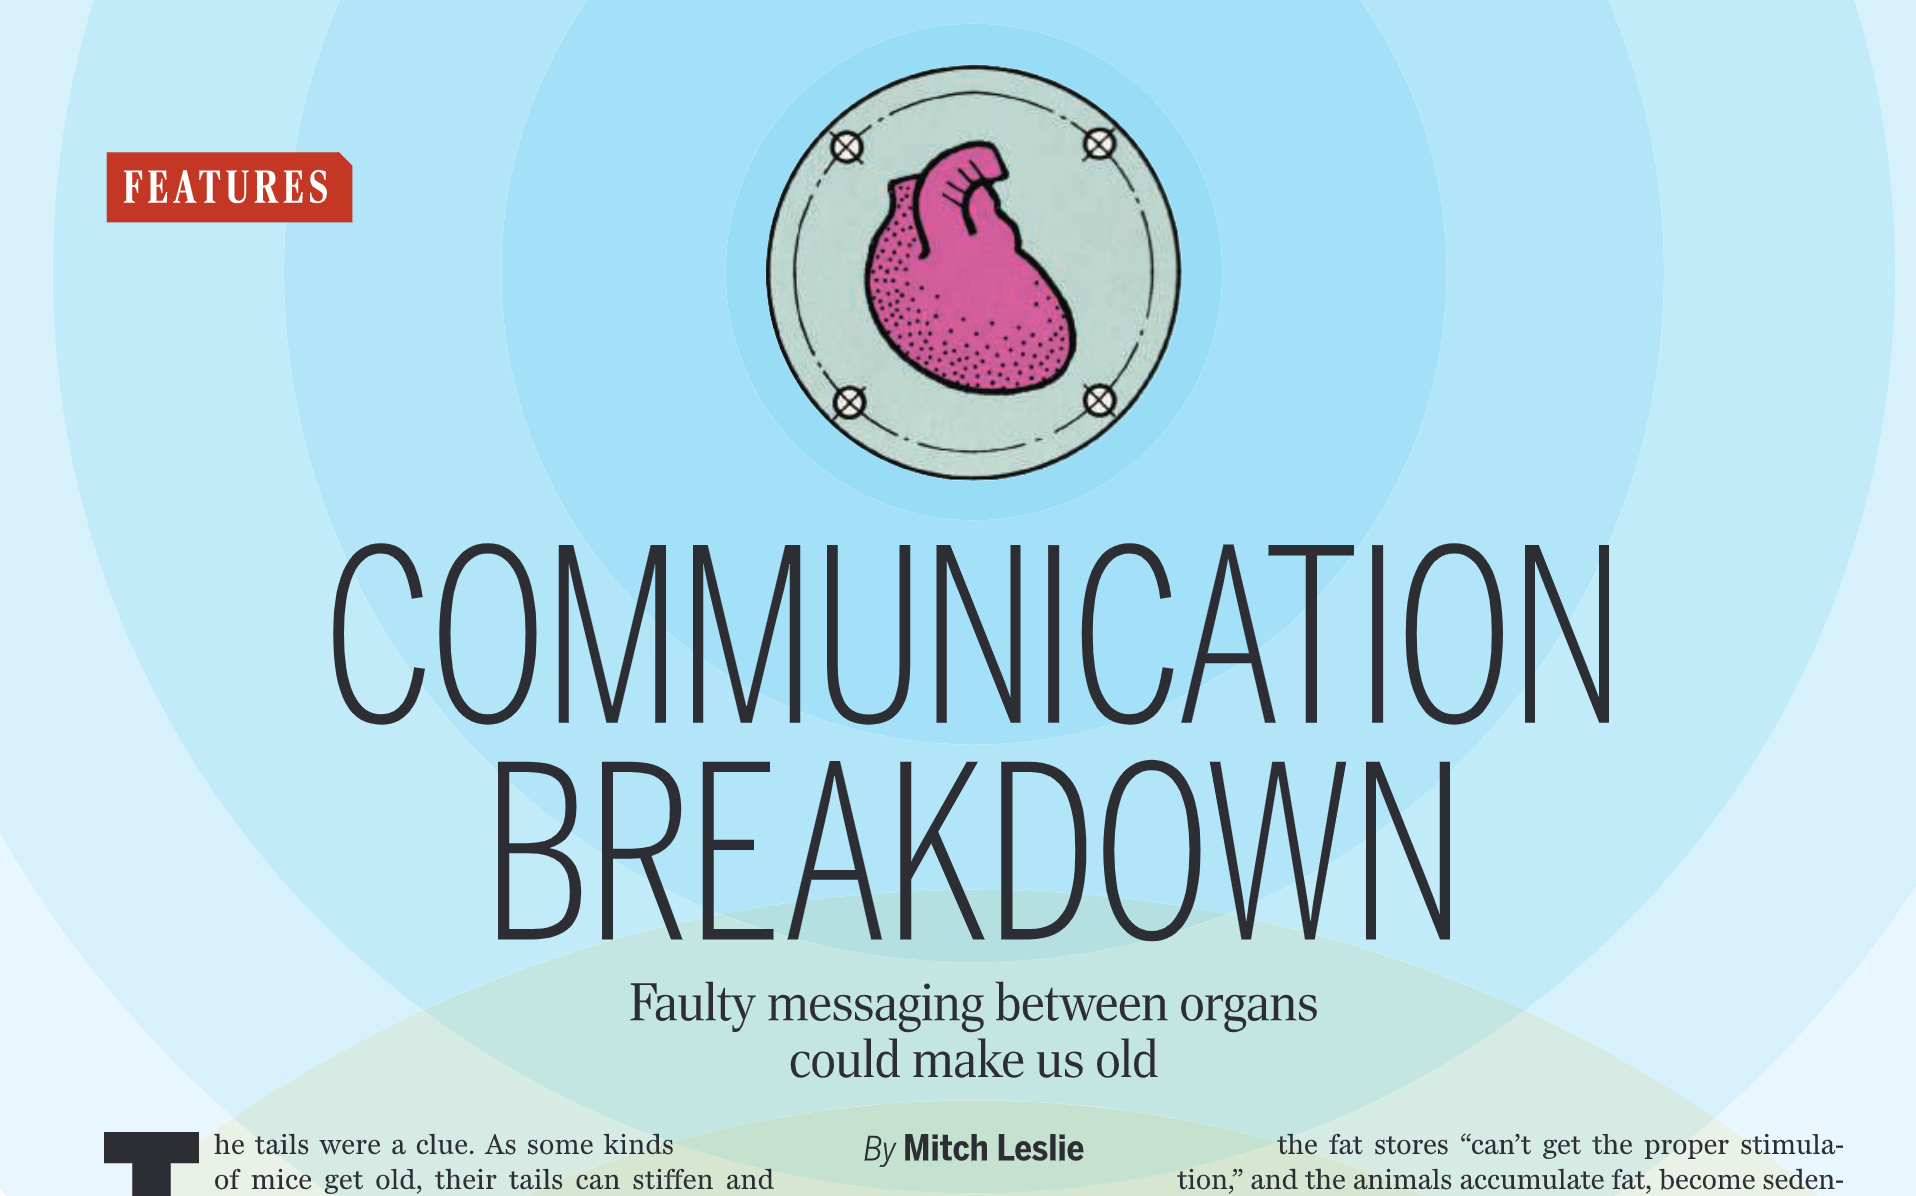 FEATURES
COMMUNICATION
BREAKDOWN
Faulty messaging between organs
could make us old
By Mitch Leslie
The tails were a clue. As some kinds
of mice get old, their tails can stiffen and
the fat stores “can’t get the proper stimula-
tion,” and the animals accumulate fat, become seden-